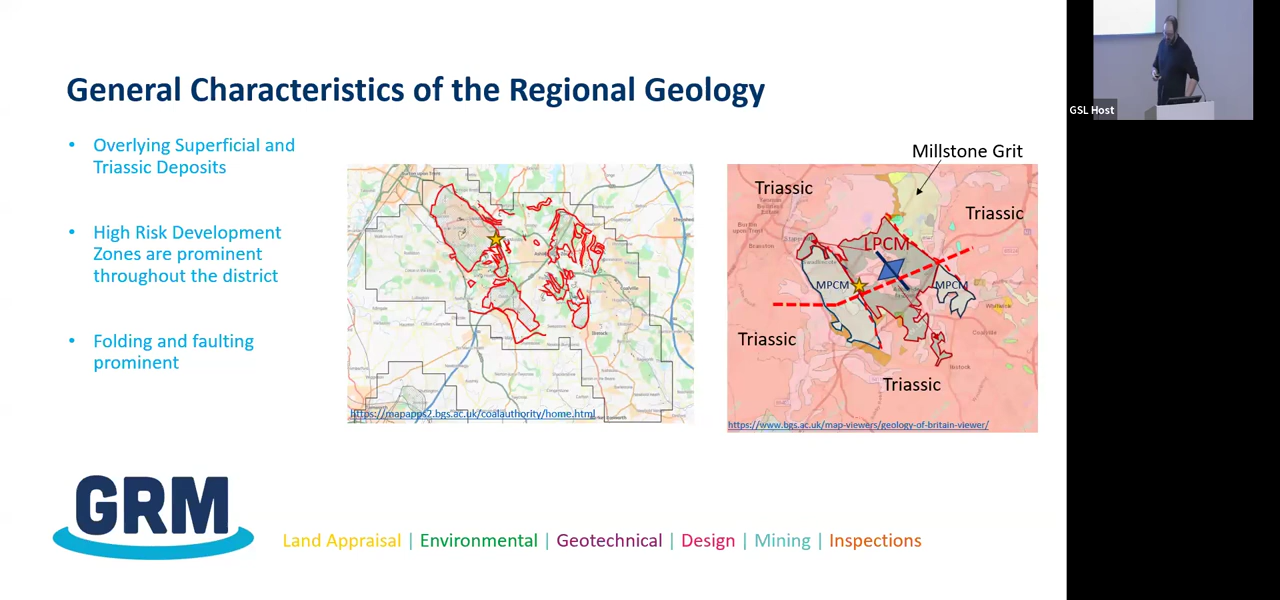 General Characteristics of the Regional Geology
• Overlying Superficial and
Triassic Deposits
• High Risk Development
Zones are prominent
throughout the district
• Folding and faulting
prominent
https://mapapps2.bgs.ac.uk/coalauthority/home.html
Millstone Grit
Triassic
Triassic
LPCM
MPCM
MPCM
Triassic
Triassic
https://www.bgs.ac.uk/map-viewers/geology-of-britain-viewer/
GRM
Land Appraisal | Environmental | Geotechnical | Design | Mining | Inspections
GSL Host